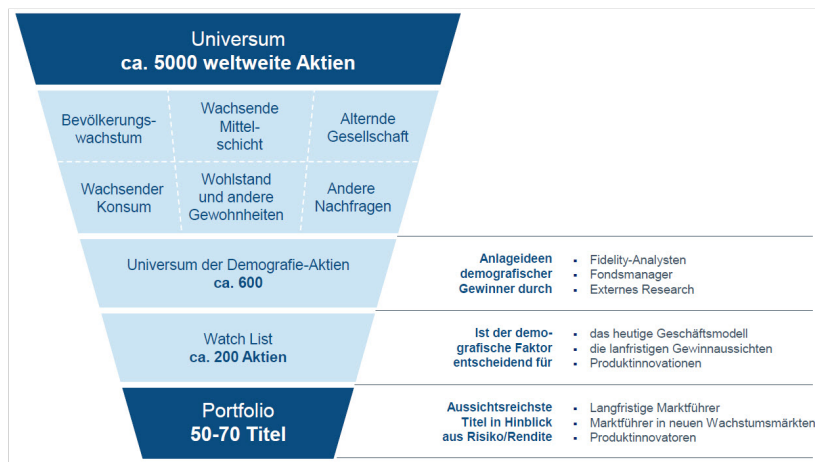 Universum
ca. 5000 weltweite Aktien
Bevölkerungs-
wachstum
Wachsende
Mittel-
schicht
Alternde
Gesellschaft
Wachsender
Konsum
Wohlstand
und andere
Gewohnheiten
Andere
Nachfragen
Universum der Demografie-Aktien
ca. 600
Anlageideen
demografischer
Gewinner durch
▪ Fidelity-Analysten
▪ Fondsmanager
▪ Externes Research
Watch List
ca. 200 Aktien
Ist der demo-
grafische Faktor
entscheidend für
▪ das heutige Geschäftsmodell
▪ die lanfristigen Gewinnaussichten
▪ Produktinnovationen
Portfolio
50-70 Titel
Aussichtsreichste
Titel in Hinblick
aus Risiko/Rendite
▪ Langfristige Marktführer
▪ Marktführer in neuen Wachstumsmärkten
▪ Produktinnovatoren